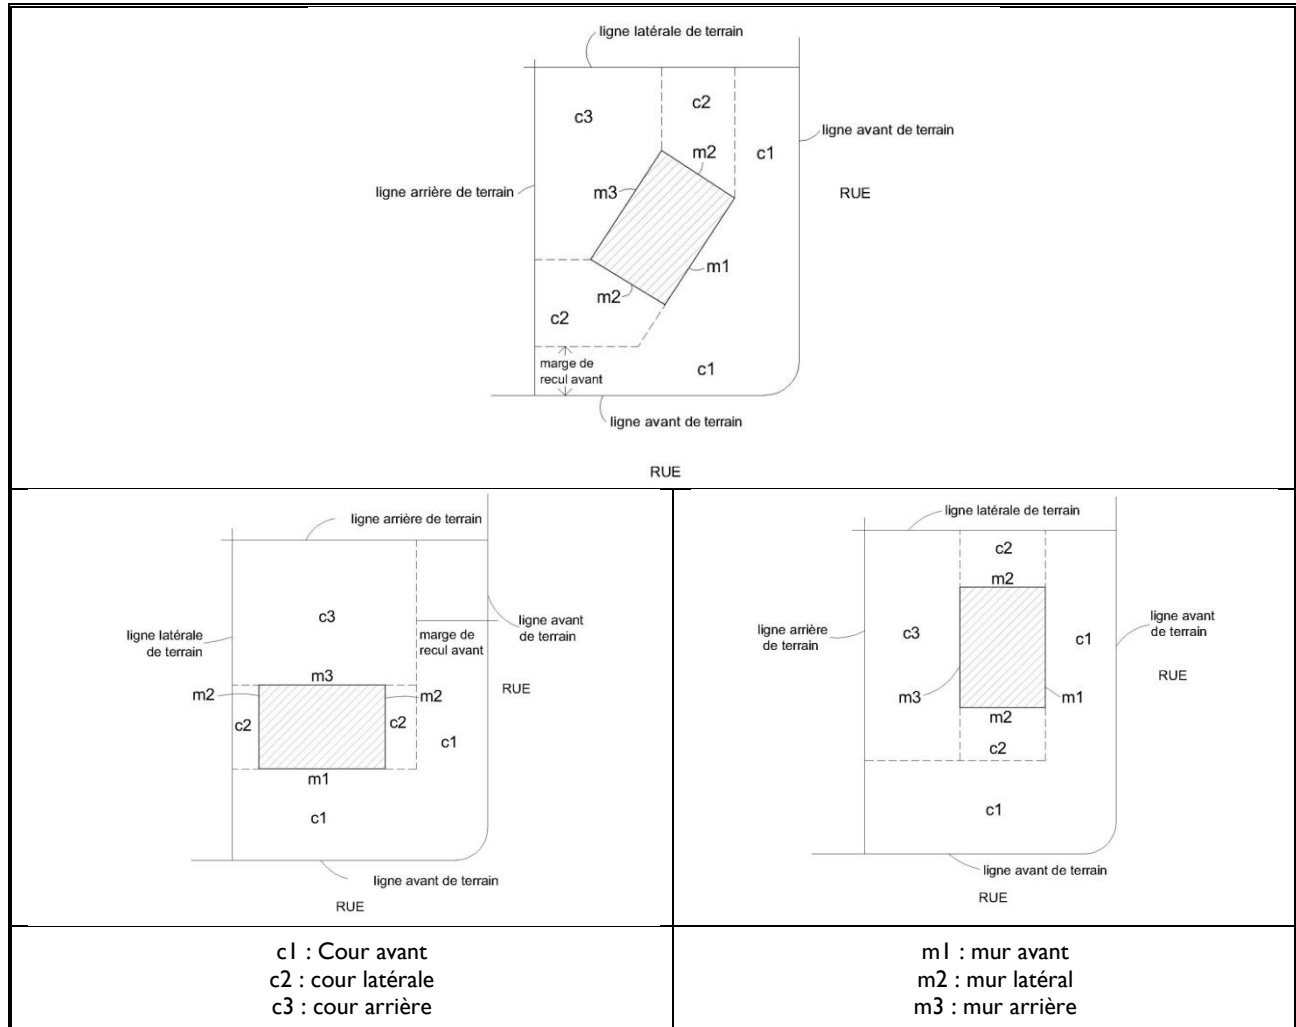 ligne latérale de terrain
c2
c3
ligne avant de terrain
m2
c1
ligne arrière de terrain
m3
RUE
m1
m2
c2
marge de
recul avant
c1
ligne avant de terrain
RUE
ligne arrière de terrain
c3
ligne avant
de terrain
ligne latérale
de terrain
marge de
recul avant
m3
m2
m2
RUE
c2
c2
c1
m1
c1
ligne avant de terrain
RUE
ligne latérale de terrain
c2
m2
ligne avant
de terrain
ligne arrière
de terrain
c3
c1
RUE
m3
m1
m2
c2
c1
ligne avant de terrain
RUE
c1 : Cour avant
c2 : cour latérale
c3 : cour arrière
m1 : mur avant
m2 : mur latéral
m3 : mur arrière